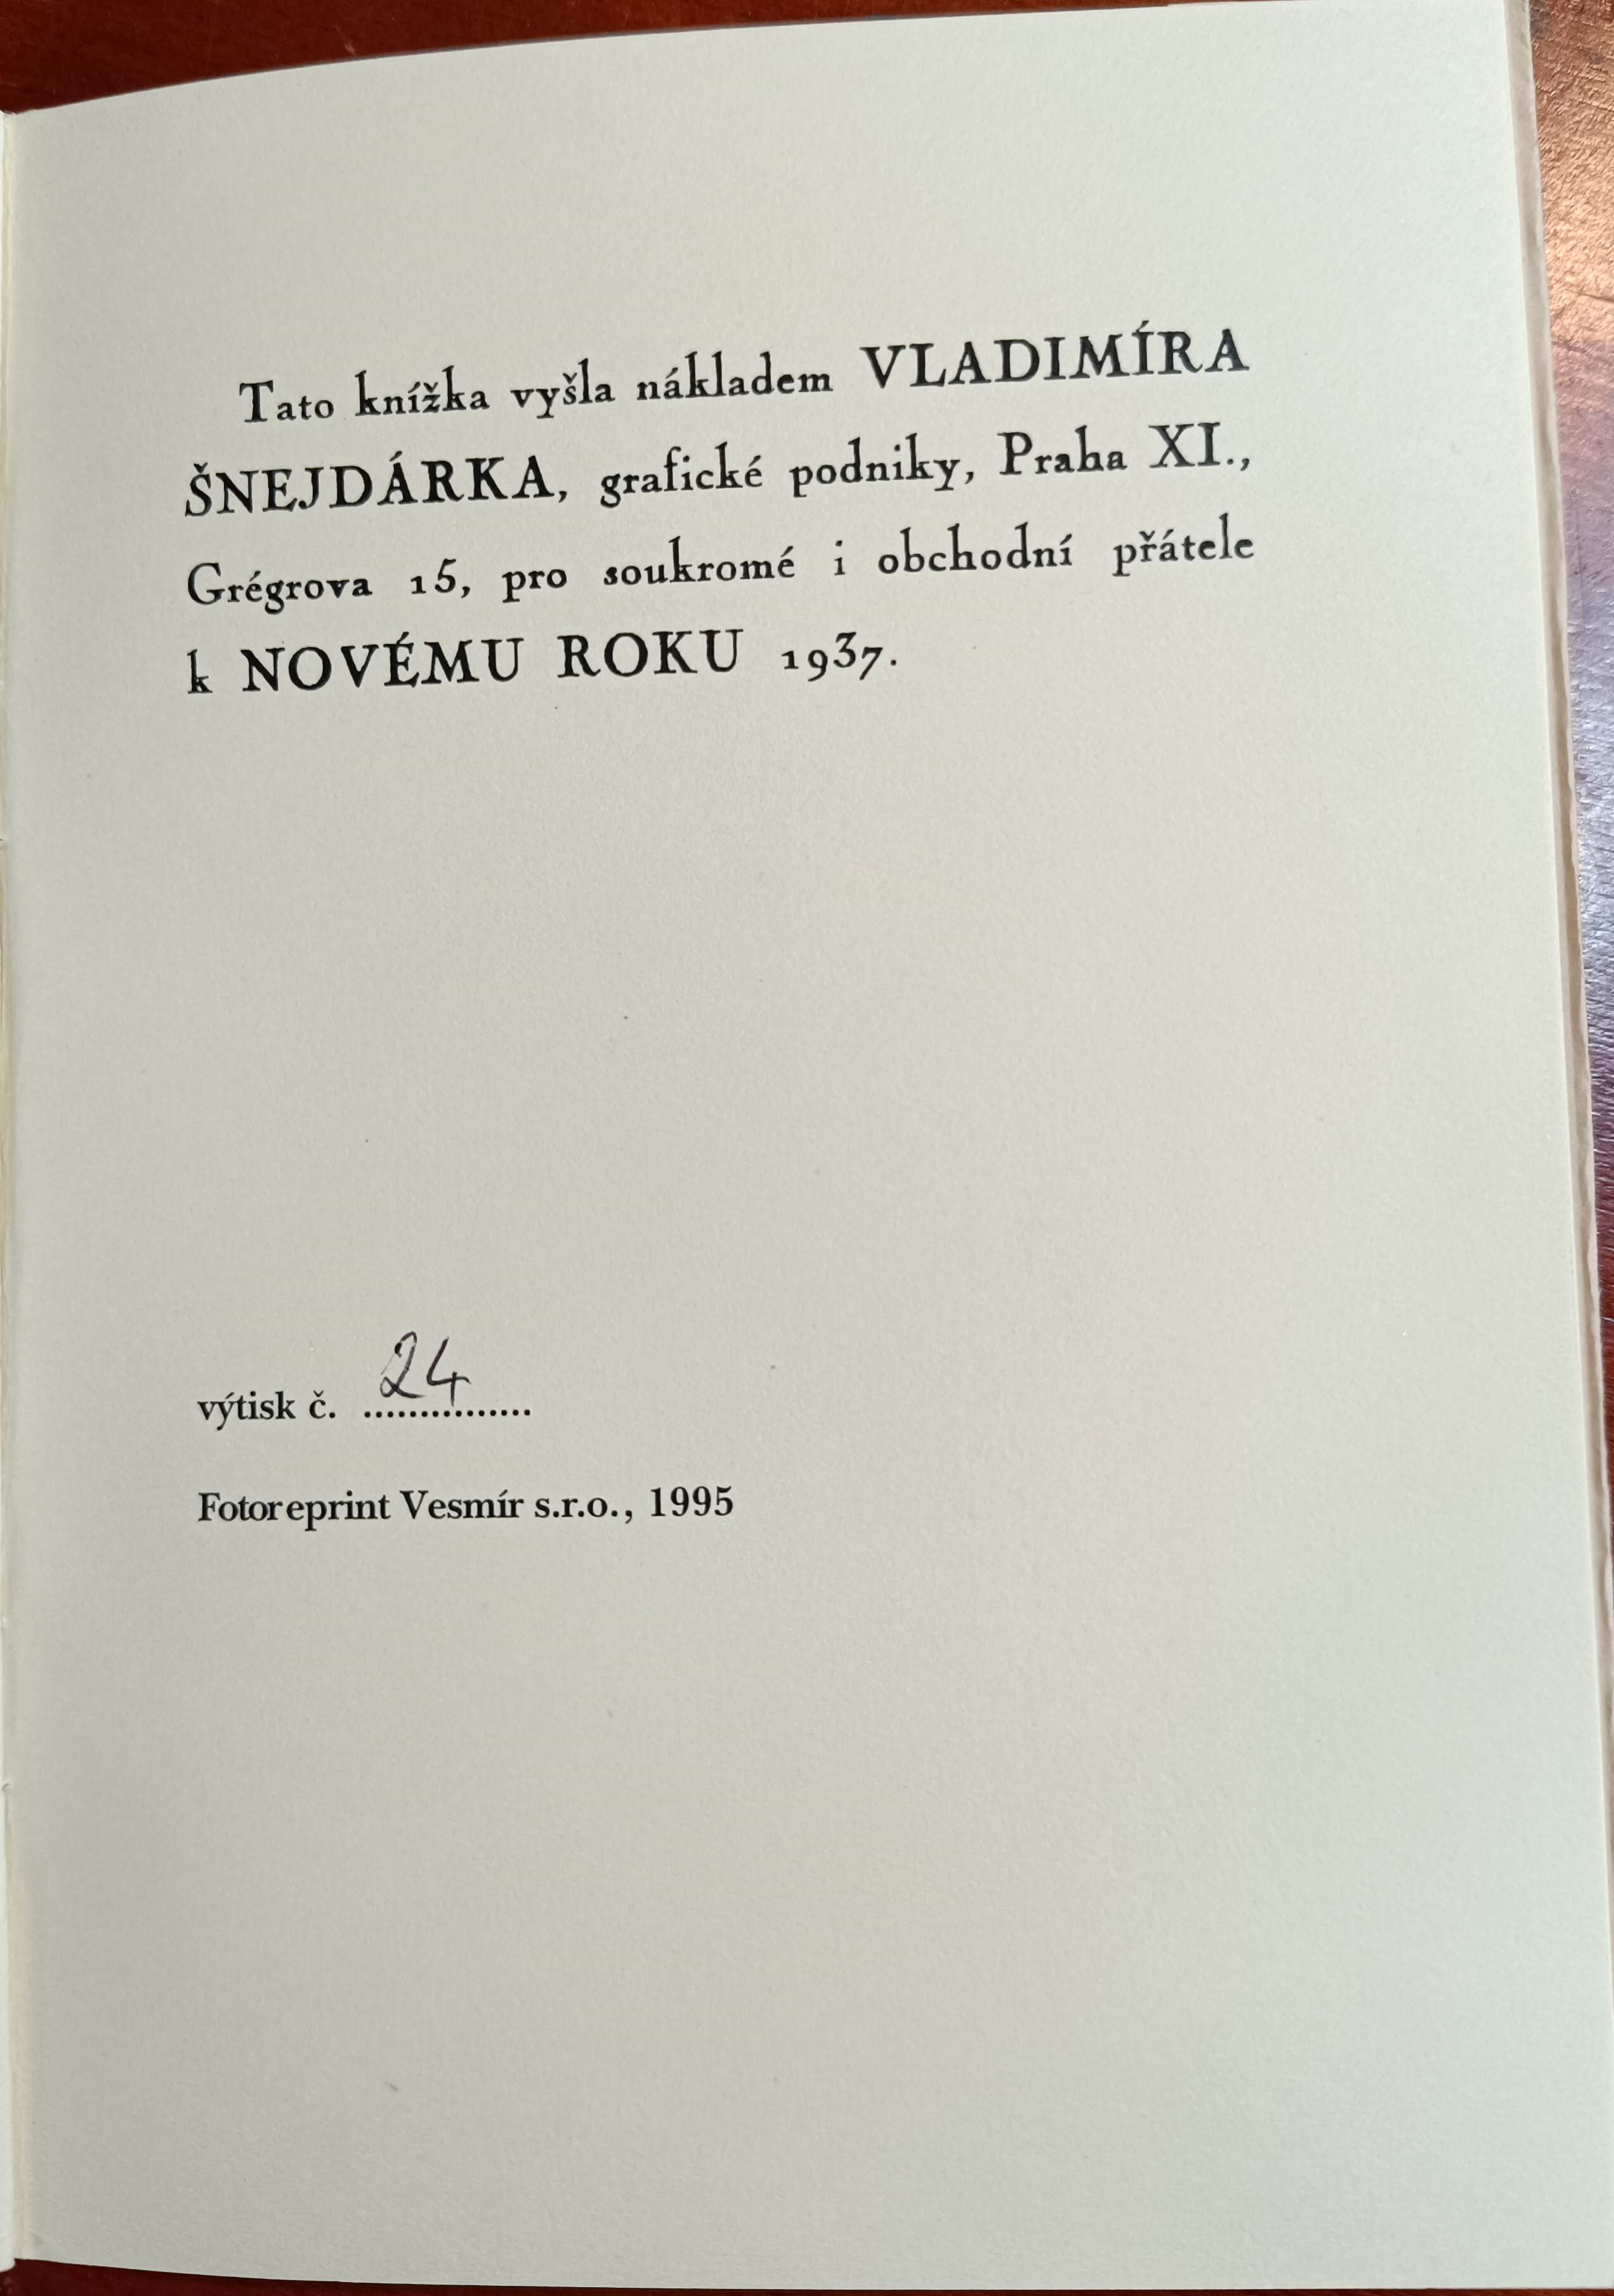 Tato knížka vyšla nákladem VLADIMÍRA
ŠNEJDÁRKA, grafické podniky, Praha XI.,
Grégrova 15, pro soukromé i obchodní přátele
k NOVÉMU ROKU 1937.
výtisk č. 24
Fotoreprint Vesmír s.r.o., 1995